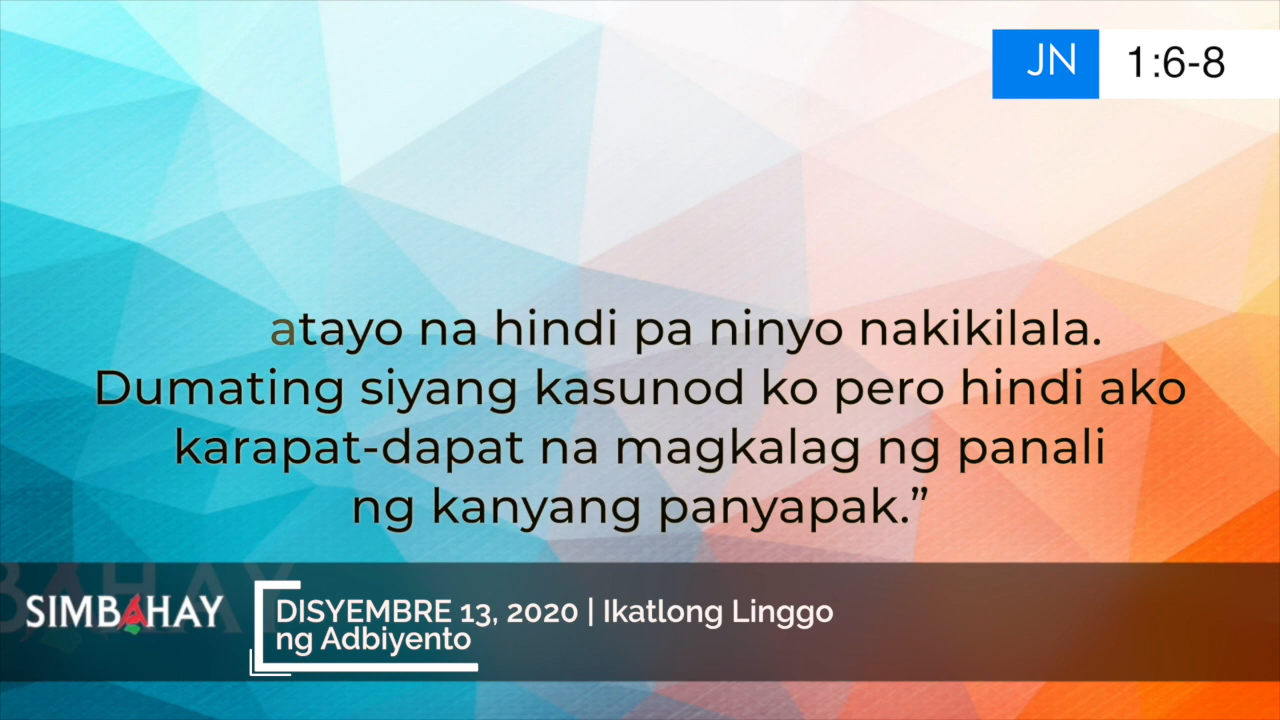 JN 1:6-8
atayo na hindi pa ninyo nakikilala.
Dumating siyang kasunod ko pero hindi ako
karapat-dapat na magkalag ng panali
ng kanyang panyapak.”
SIMBAHAY
DISYEMBRE 13, 2020 | Ikatlong Linggo
ng Adbiyento